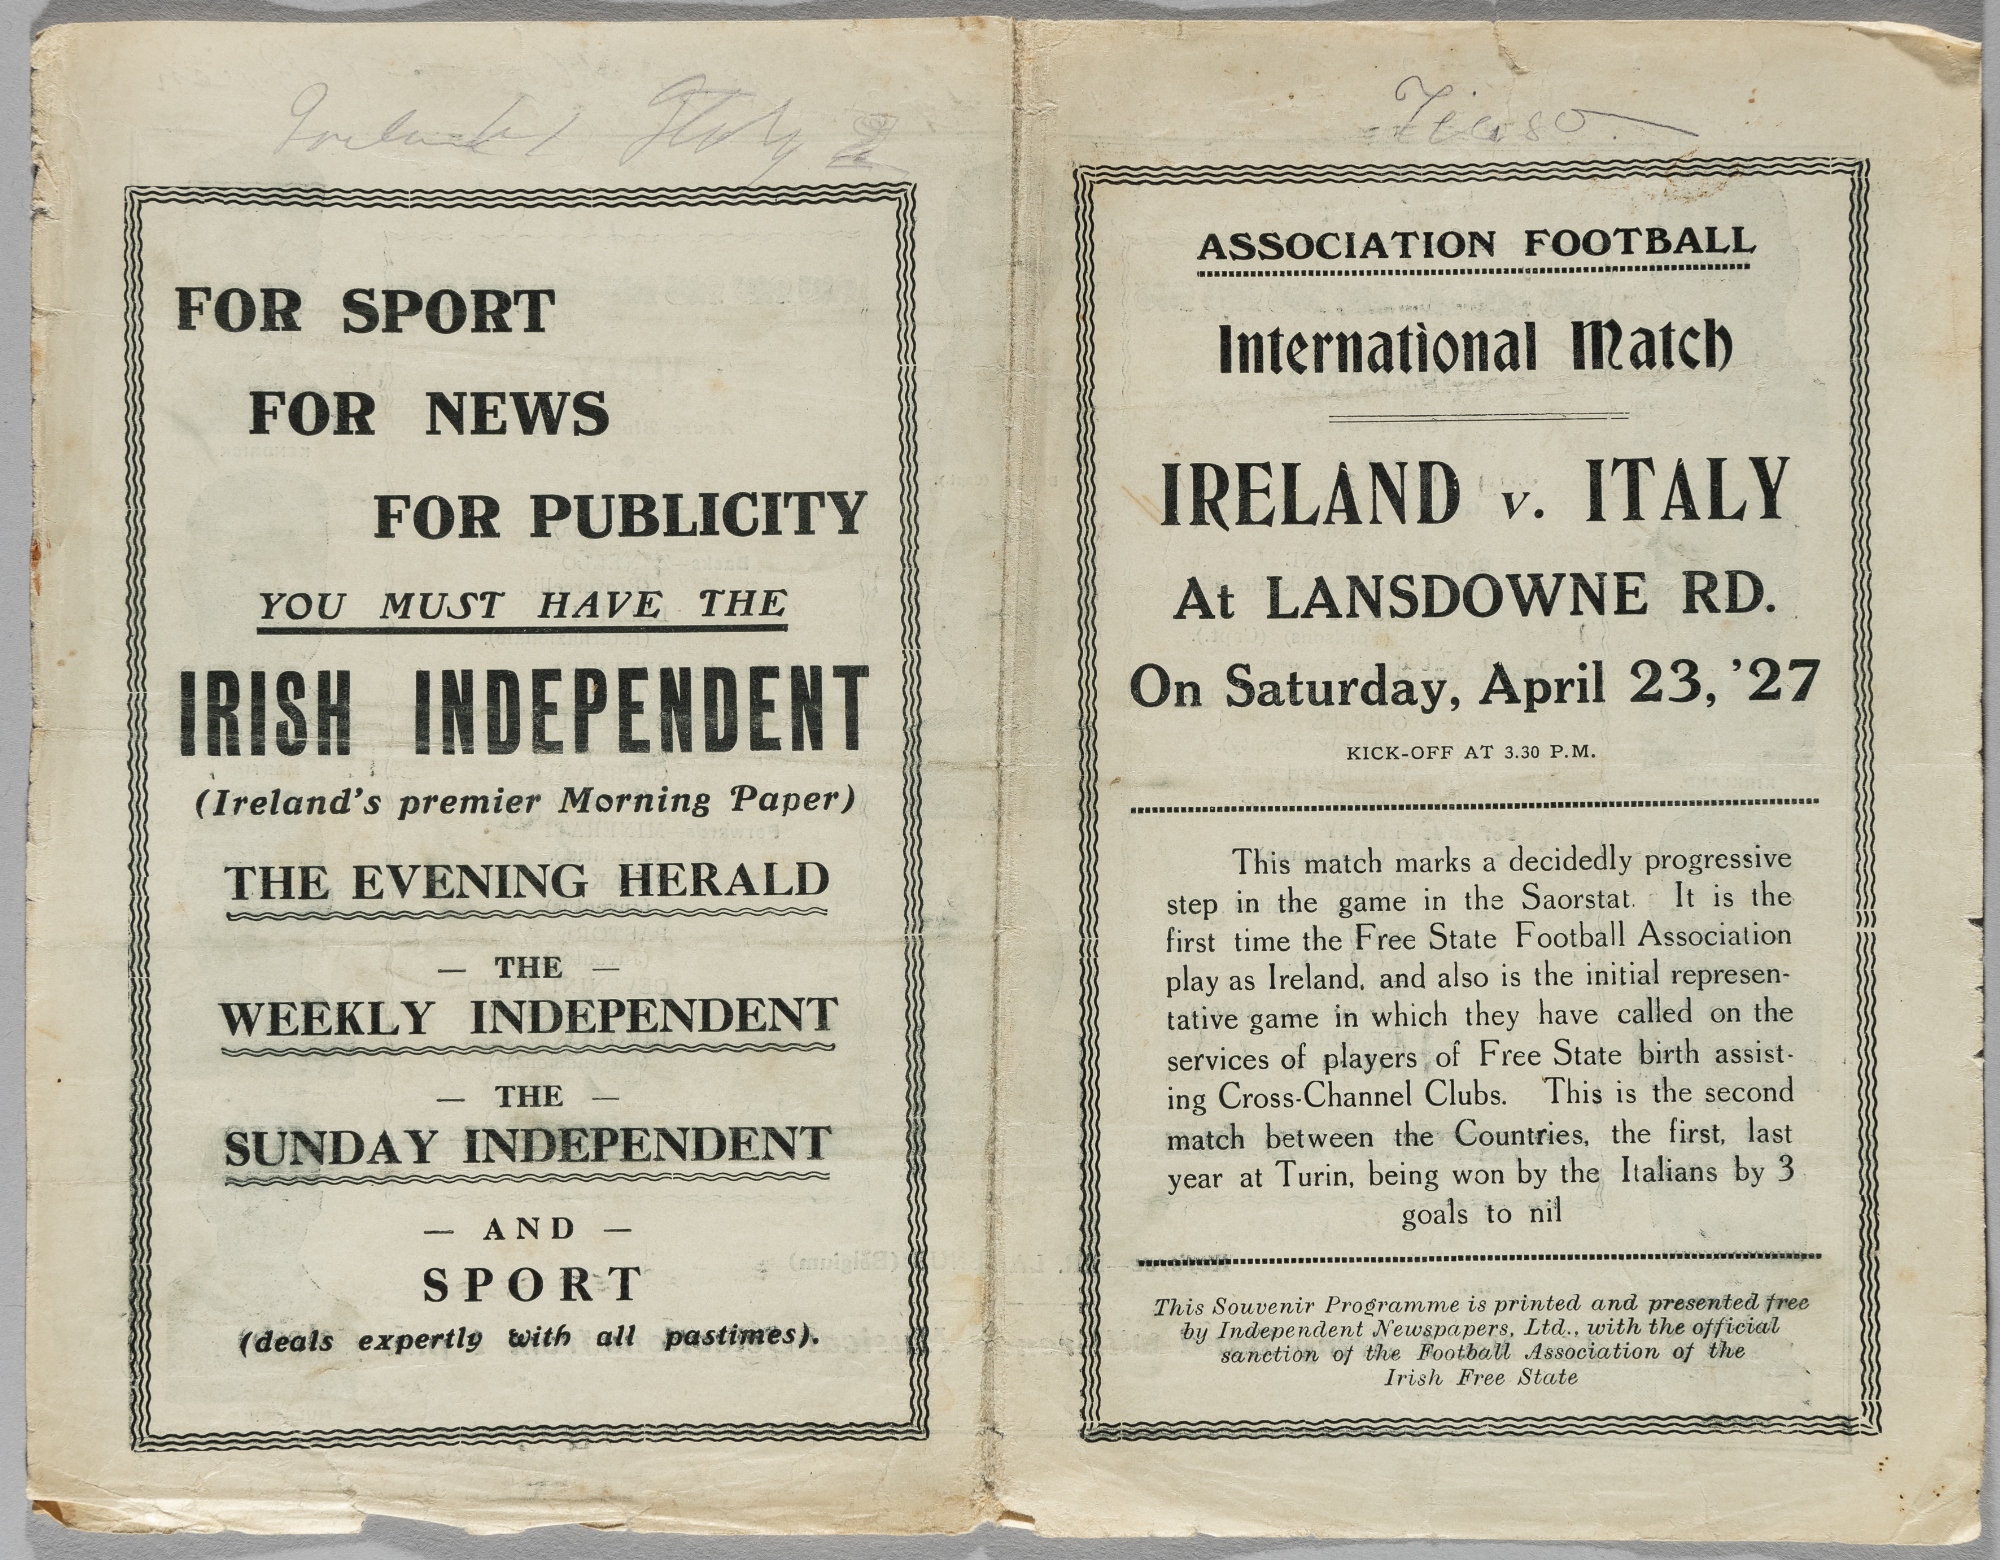 Ireland v Italy
FOR SPORT
FOR NEWS
FOR PUBLICITY
YOU MUST HAVE THE
IRISH INDEPENDENT
(Ireland's premier Morning Paper)
THE EVENING HERALD
— THE —
WEEKLY INDEPENDENT
— THE —
SUNDAY INDEPENDENT
— AND —
SPORT
(deals expertly with all pastimes).
ASSOCIATION FOOTBALL
International Match
IRELAND v. ITALY
At LANSDOWNE RD.
On Saturday, April 23, '27
KICK-OFF AT 3.30 P.M.
This match marks a decidedly progressive
step in the game in the Saorstat. It is the
first time the Free State Football Association
play as Ireland, and also is the initial represen-
tative game in which they have called on the
services of players of Free State birth assist-
ing Cross-Channel Clubs. This is the second
match between the Countries, the first, last
year at Turin, being won by the Italians by 3
goals to nil
This Souvenir Programme is printed and presented free
by Independent Newspapers, Ltd., with the official
sanction of the Football Association of the
Irish Free State